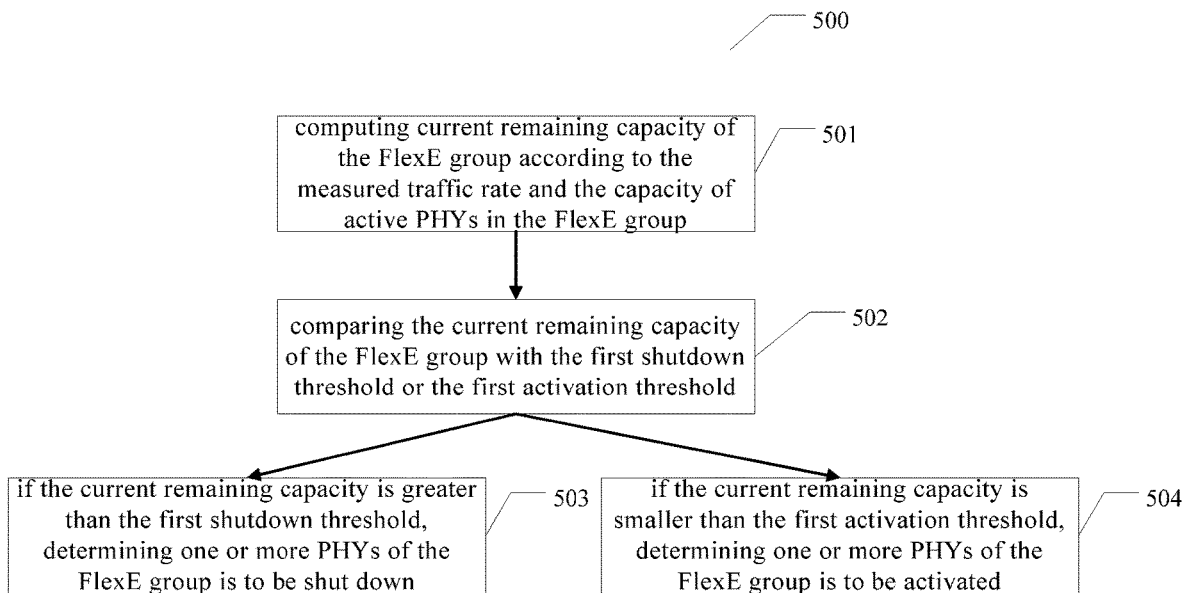 500
computing current remaining capacity of
the FlexE group according to the
measured traffic rate and the capacity of
active PHYs in the FlexE group
501
comparing the current remaining capacity
of the FlexE group with the first shutdown
threshold or the first activation threshold
502
if the current remaining capacity is greater
than the first shutdown threshold,
determining one or more PHYs of the
FlexE group is to be shut down
503
if the current remaining capacity is
smaller than the first activation threshold,
determining one or more PHYs of the
FlexE group is to be activated
504